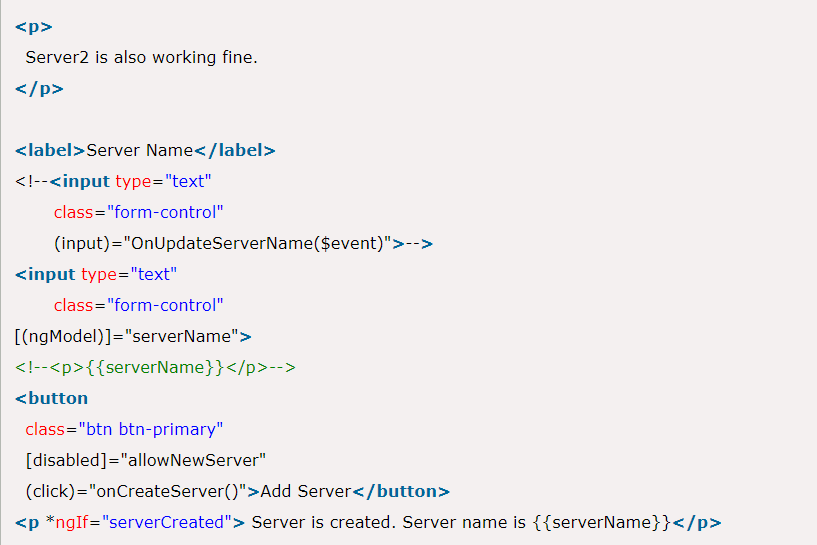 <p>
Server2 is also working fine.
</p>
<label>Server Name</label>
<!--<input type="text"
class="form-control"
(input)="OnUpdateServerName($event)">-->
<input type="text"
class="form-control"
[(ngModel)]="serverName">
<!--<p>{{serverName}}</p>-->
<button
class="btn btn-primary"
[disabled]="allowNewServer"
(click)="onCreateServer()">Add Server</button>
<p *ngIf="serverCreated"> Server is created. Server name is {{serverName}}</p>